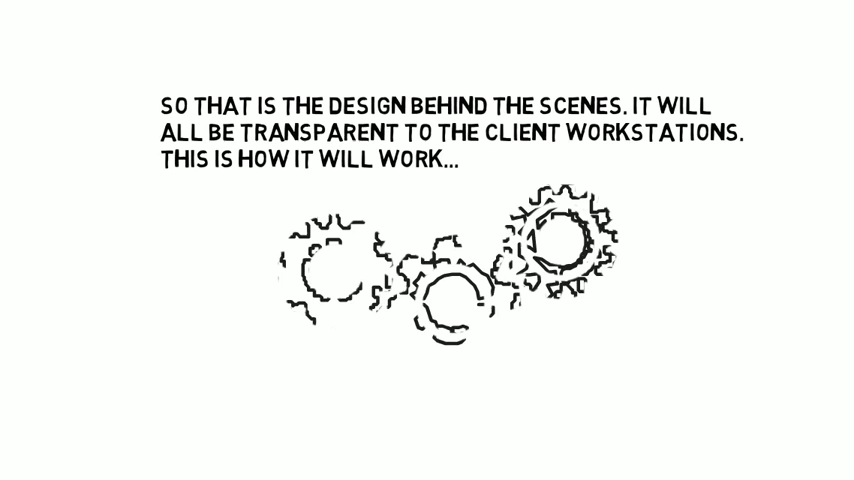 SO THAT IS THE DESIGN BEHIND THE SCENES. IT WILL
ALL BE TRANSPARENT TO THE CLIENT WORKSTATIONS.
THIS IS HOW IT WILL WORK...